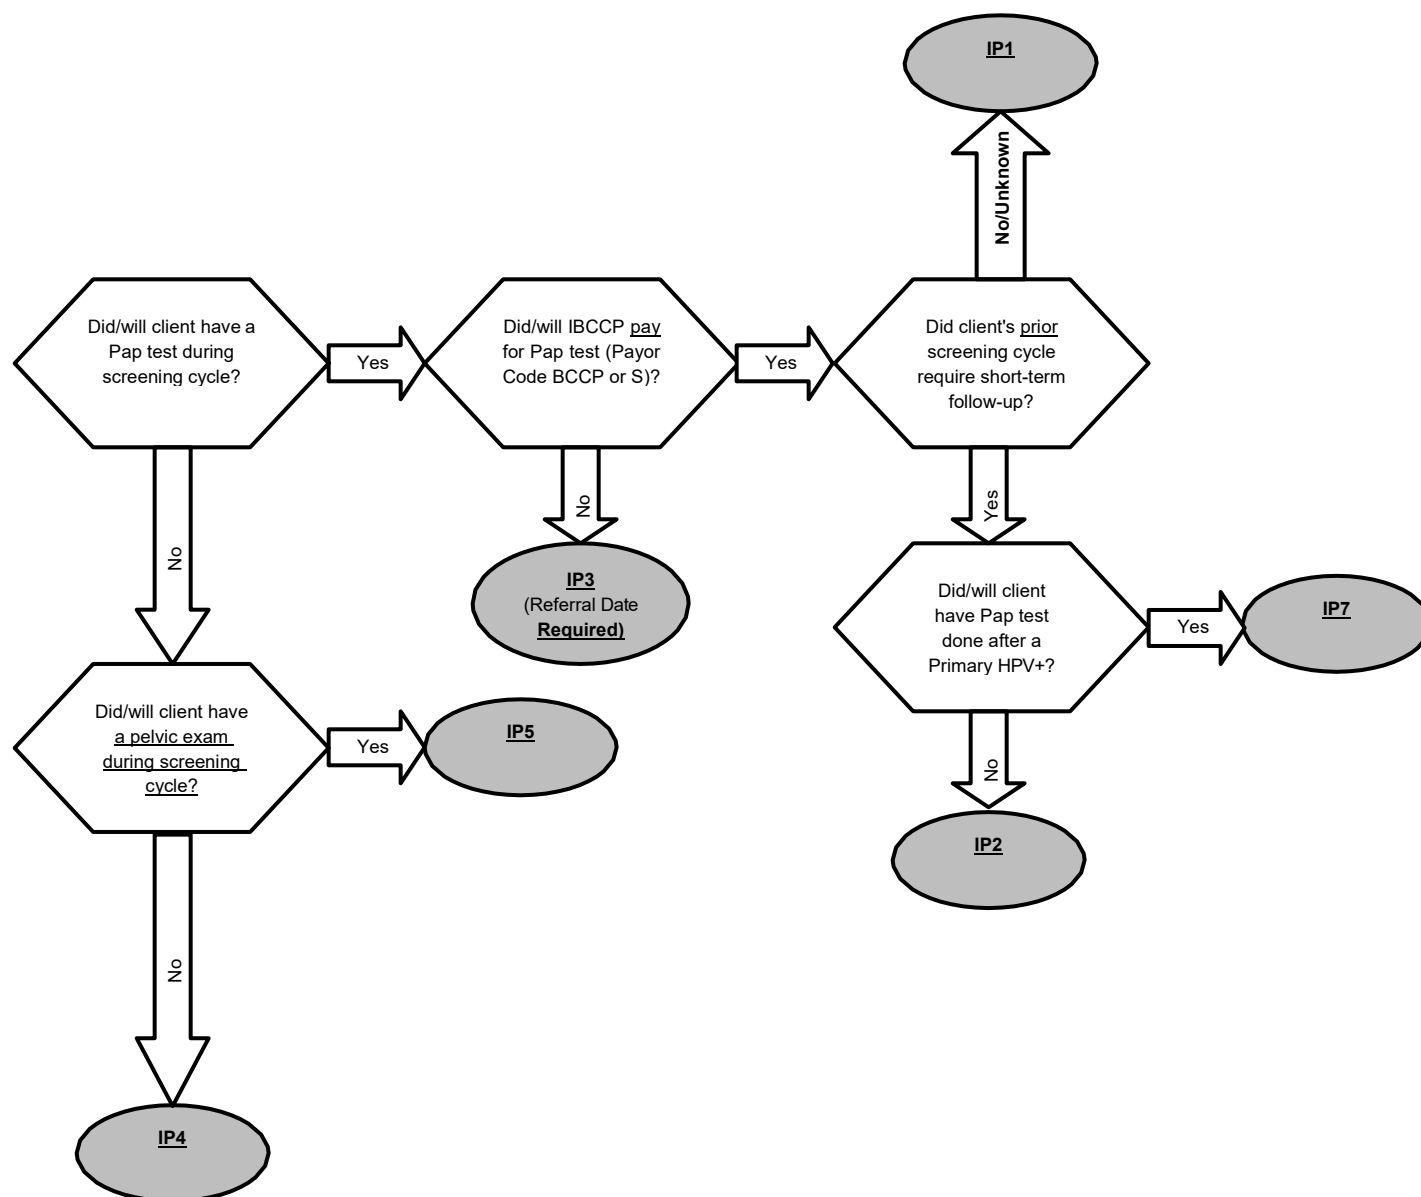 IP1
No/Unknown
Did/will client have a
Pap test during
screening cycle?
Yes
Did/will IBCCP pay
for Pap test (Payor
Code BCCP or S)?
Yes
Did client's prior
screening cycle
require short-term
follow-up?
No
No
Yes
IP3
(Referral Date
Required)
Did/will client
have Pap test
done after a
Primary HPV+?
Yes
IP7
Did/will client have
a pelvic exam
during screening
cycle?
Yes
IP5
No
IP2
No
IP4